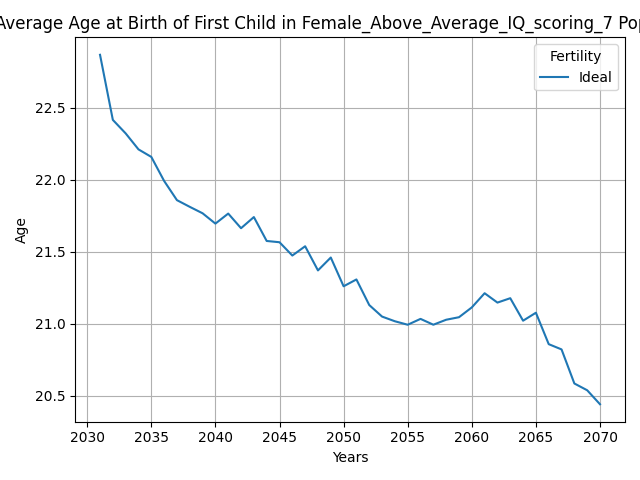 Average Age at Birth of First Child in Female_Above_Average_IQ_scoring_7
Fertility
Ideal
22.5
22.0
21.5
21.0
20.5
Age
2030 2035 2040 2045 2050 2055 2060 2065 2070
Years